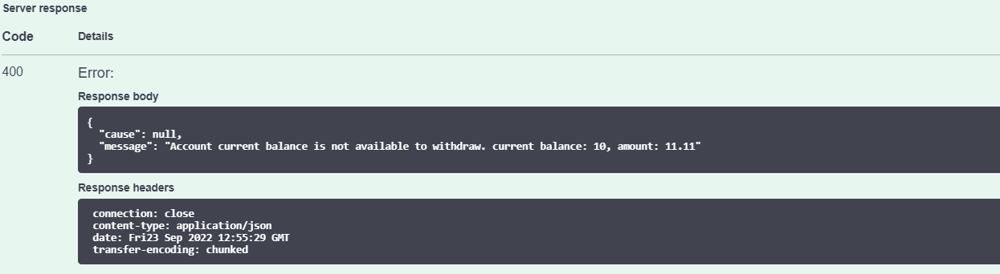 Server response
Code Details
400 Error:
Response body
{
"cause": null,
"message": "Account current balance is not available to withdraw. current balance: 10, amount: 11.11"
}
Response headers
connection: close
content-type: application/json
date: Fri23 Sep 2022 12:55:29 GMT
transfer-encoding: chunked